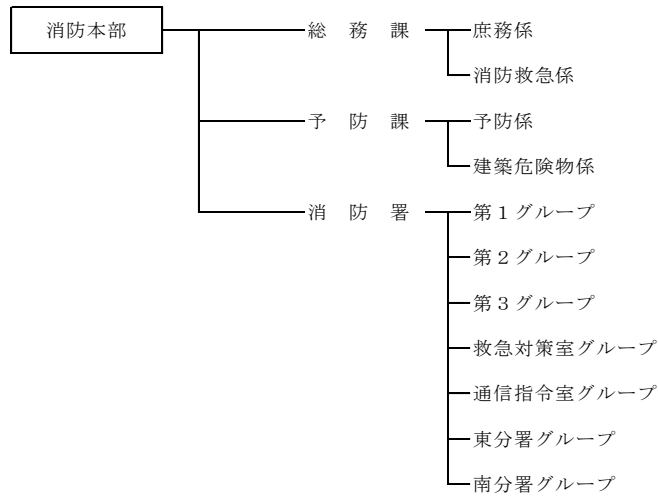 消防本部
総務課
庶務係
消防救急係
予防課
予防係
建築危険物係
消防署
第１グループ
第２グループ
第３グループ
救急対策室グループ
通信指令室グループ
東分署グループ
南分署グループ